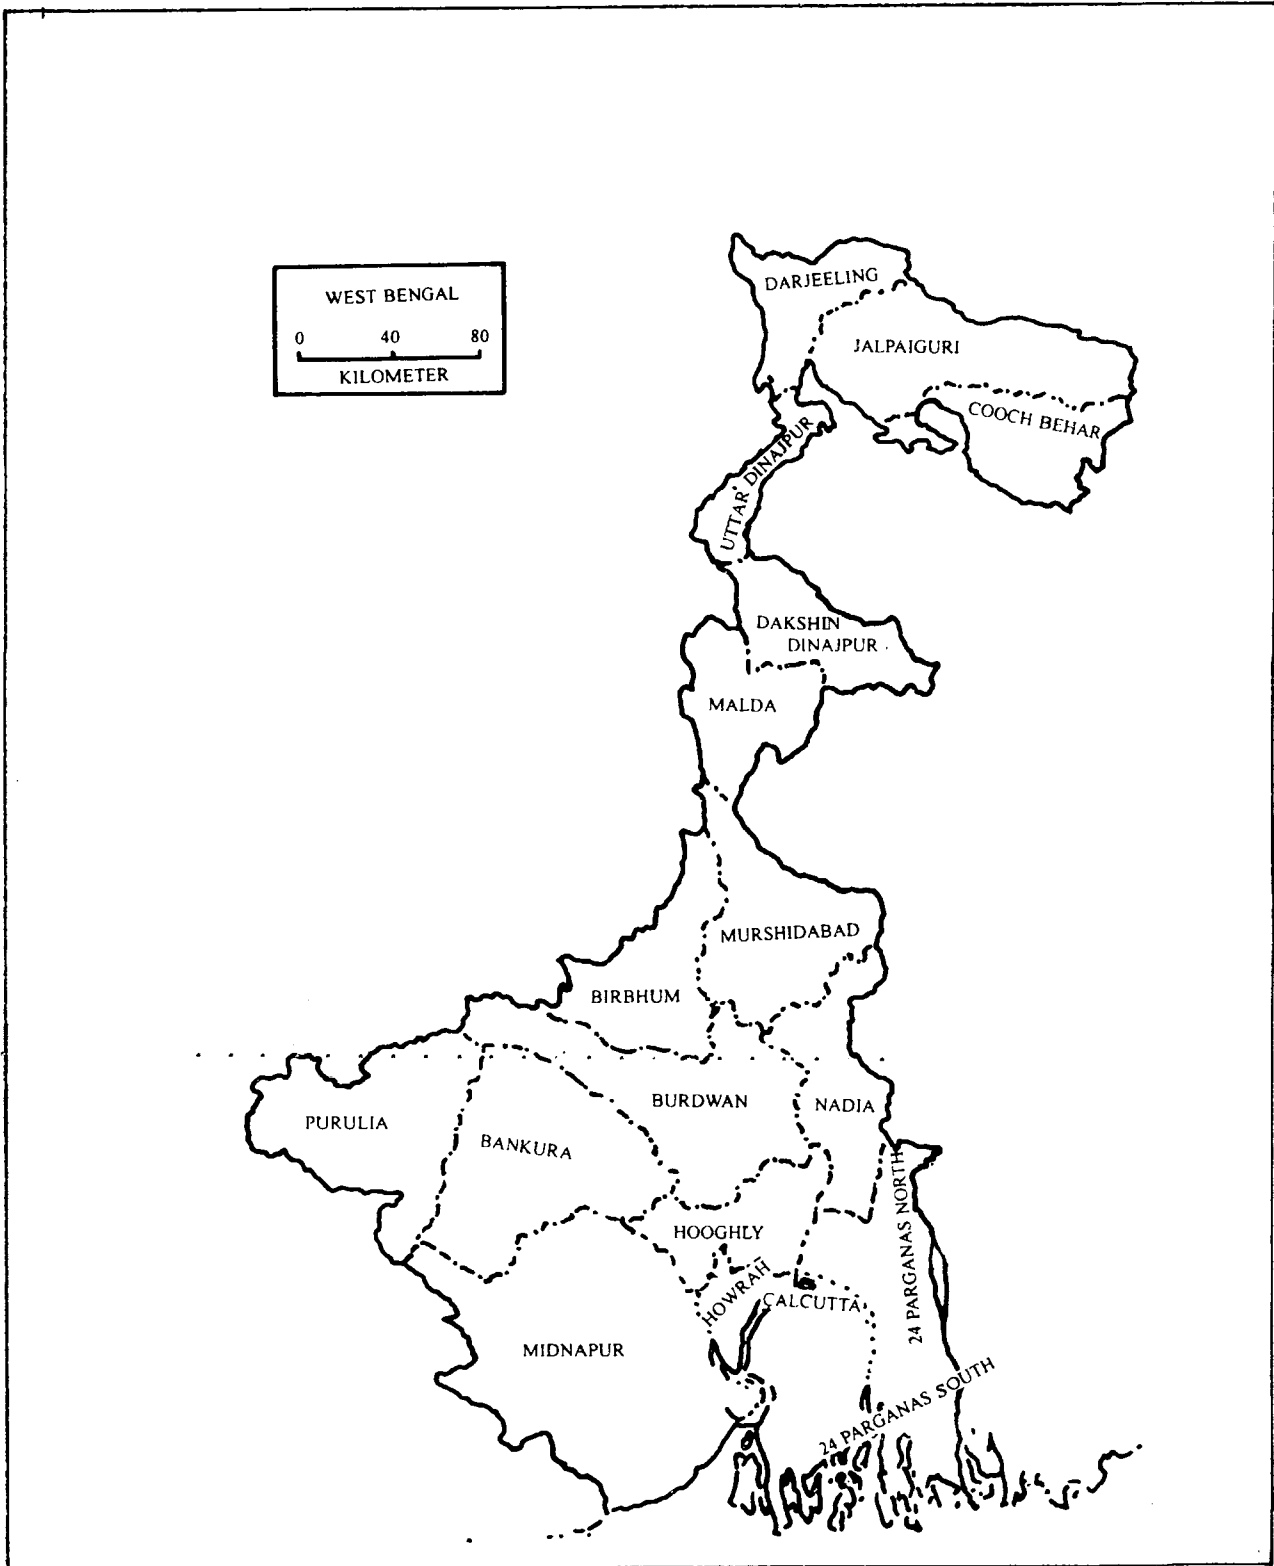 WEST BENGAL
0 40 80
KILOMETER
DARJEELING
JALPAIGURI
COOCH BEHAR
UTTAR DINAJPUR
DAKSHIN
DINAJPUR
MALDA
MURSHIDABAD
BIRBHUM
BURDWAN
NADIA
PURULIA
BANKURA
24 PARGANAS NORTH
HOOGHLY
HOWRAH
CALCUTTA
MIDNAPUR
24 PARGANAS SOUTH